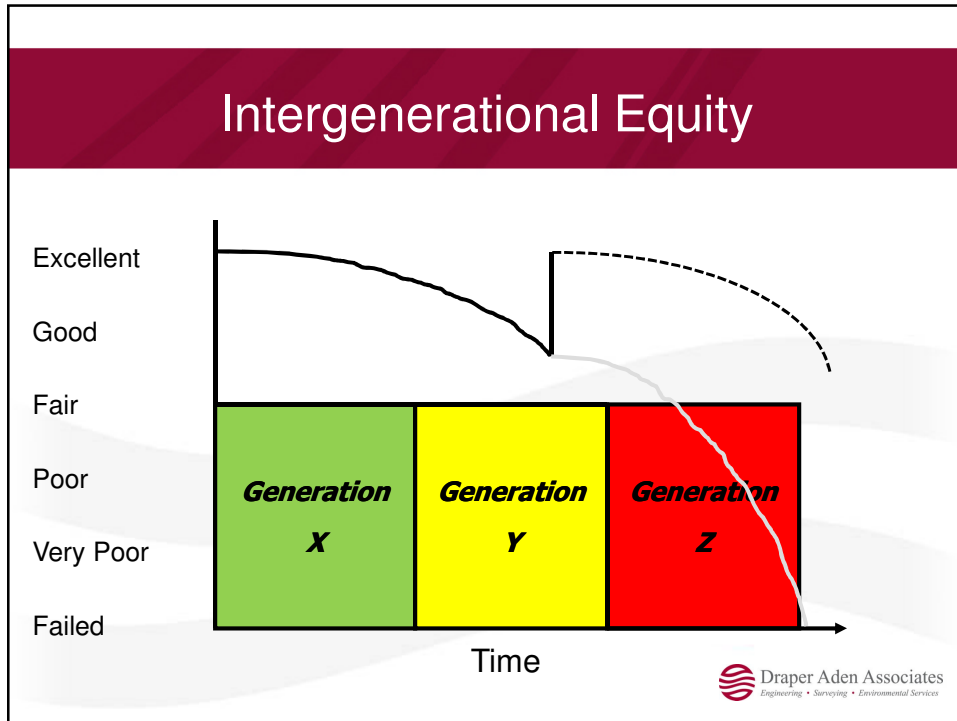 Intergenerational Equity
Excellent
Good
Fair
Poor
Very Poor
Failed
Generation
X
Generation
Y
Generation
Z
Time
Draper Aden Associates
Engineering • Surveying • Environmental Services